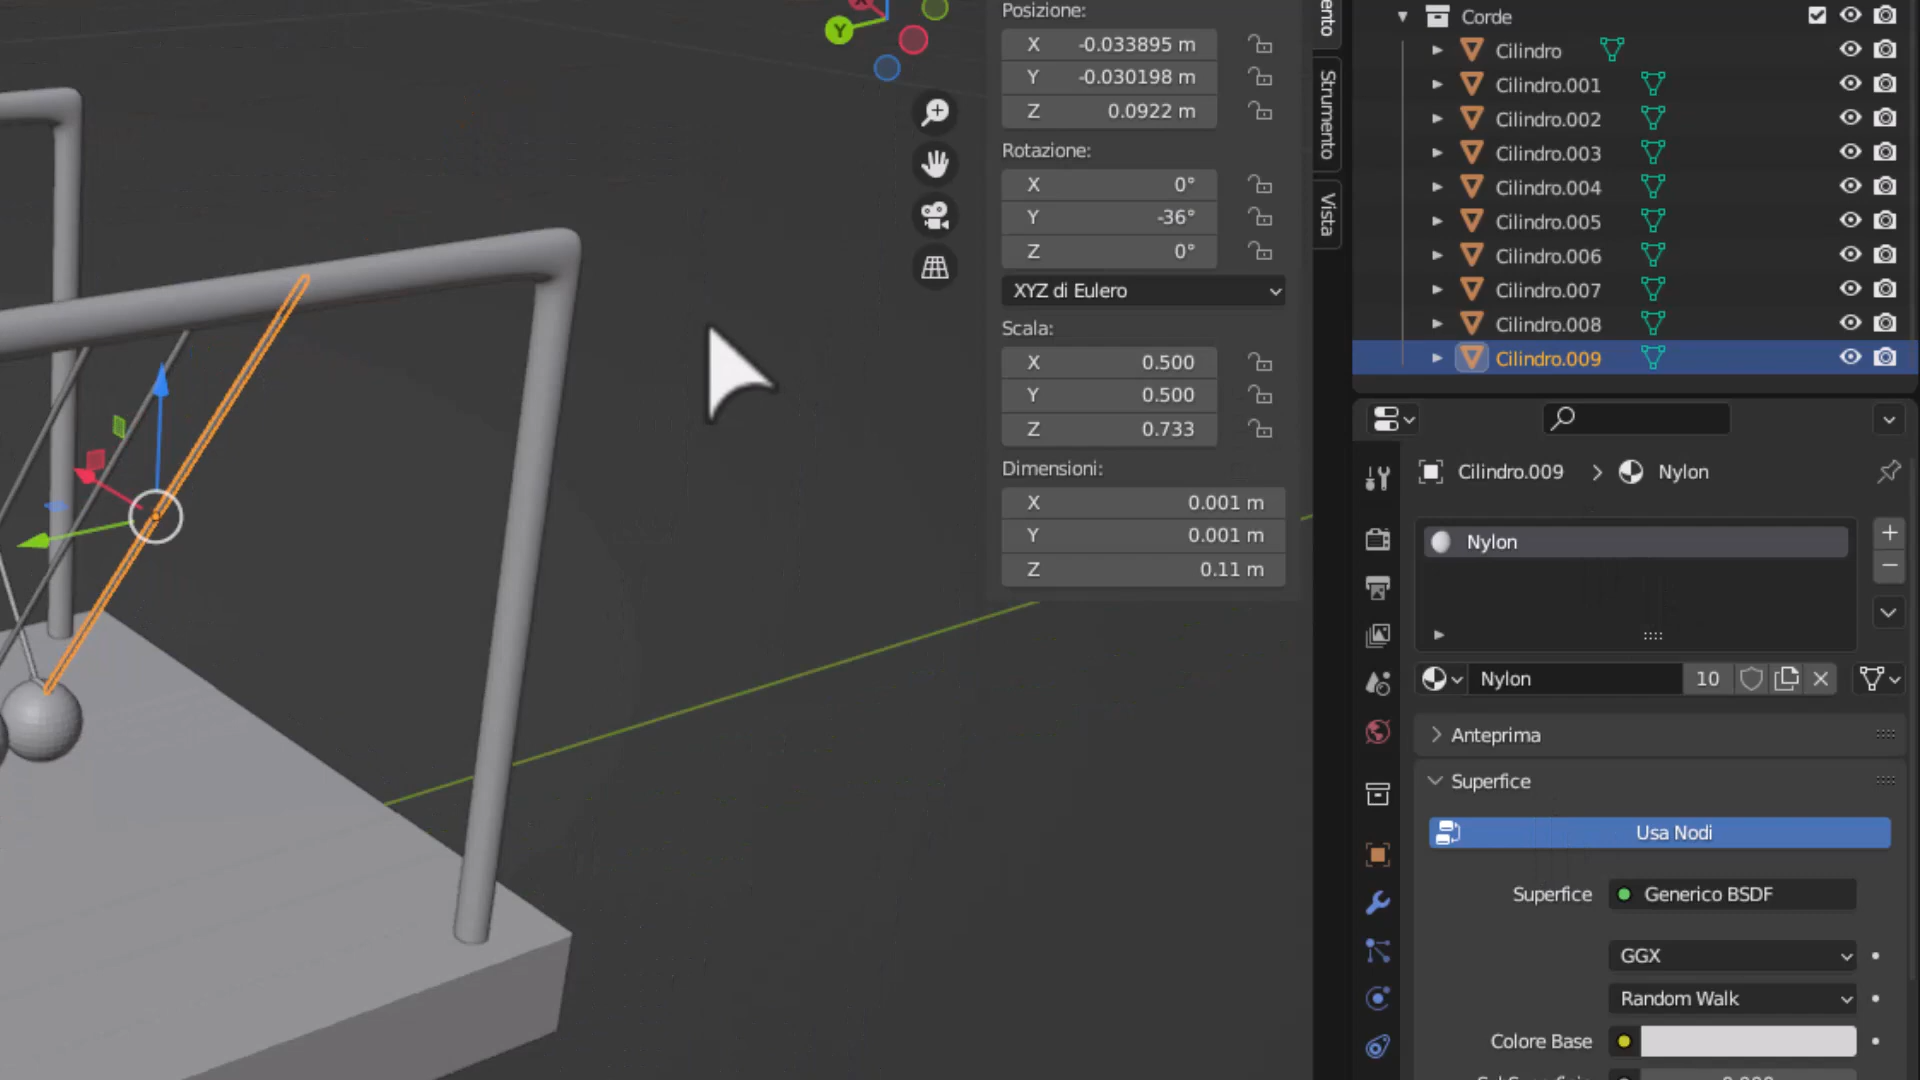 Y
Posizione:
X -0.033895 m
Y -0.030198 m
Z 0.0922 m
Rotazione:
X 0°
Y -36°
Z 0°
XYZ di Eulero
Scala:
X 0.500
Y 0.500
Z 0.733
Dimensioni:
X 0.001 m
Y 0.001 m
Z 0.11 m
Strumento
Vista
Corde
Cilindro
Cilindro.001
Cilindro.002
Cilindro.003
Cilindro.004
Cilindro.005
Cilindro.006
Cilindro.007
Cilindro.008
Cilindro.009
Cilindro.009 > Nylon
Nylon
Nylon 10
Anteprima
Superfice
Usa Nodi
Superfice Generico BSDF
GGX
Random Walk
Colore Base